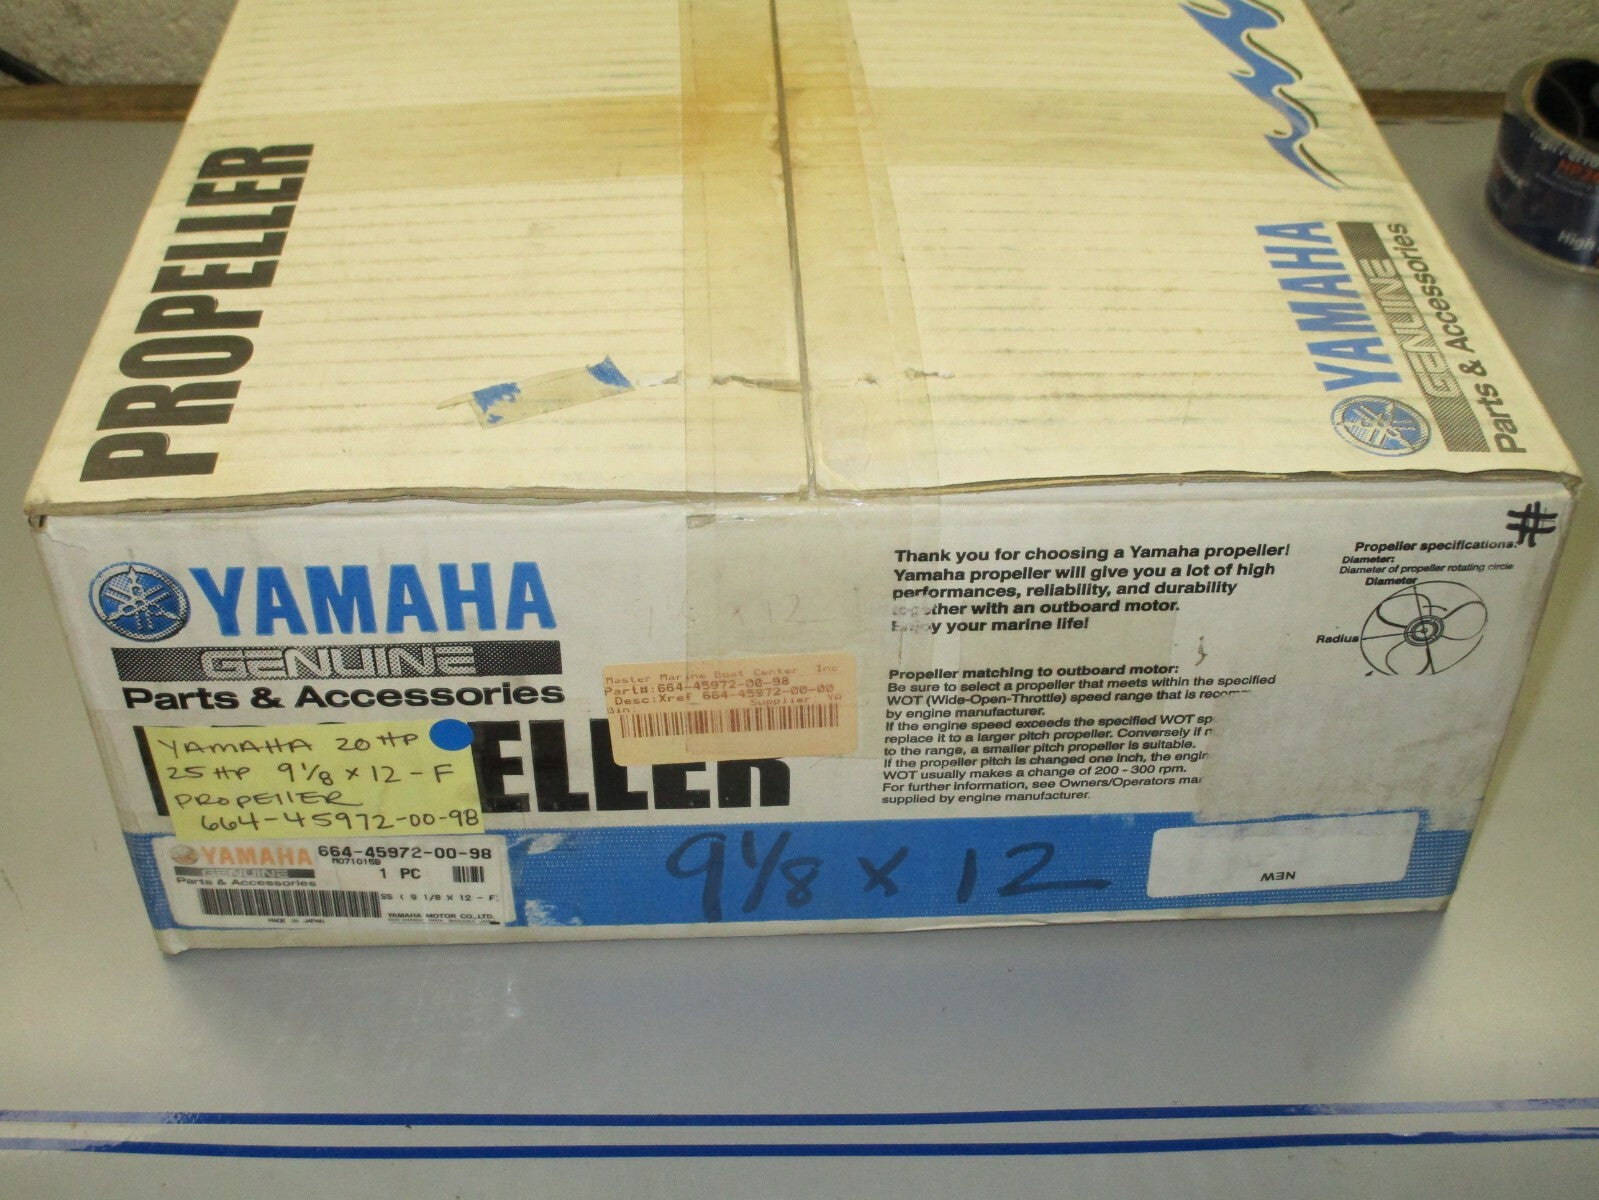 PROPELLER
YAMAHA
GENUINE
Parts & Accessories
YAMAHA
GENUINE
Parts & Accessories
YAMAHA 20 HP
25 HP 9 1/8 x 12 - F
PROPELLER
664-45972-00-98
YAMAHA
GENUINE
Parts & Accessories
664-45972-00-98
1 PC
SS ( 9 1/8 X 12 - F
MADE IN JAPAN
YAMAHA MOTOR CO., LTD.
Master Marine Boat Center Inc
Part#:664-45972-00-98
Desc:Xref 664-45972-00-00
Supplier YA
Bin:
ELLER
9 1/8 x 12
Thank you for choosing a Yamaha propeller!
Yamaha propeller will give you a lot of high
performances, reliability, and durability
together with an outboard motor.
Enjoy your marine life!
Propeller matching to outboard motor:
Be sure to select a propeller that meets within the specified
WOT (Wide-Open-Throttle) speed range that is recomm
by engine manufacturer.
If the engine speed exceeds the specified WOT sp
replace it to a larger pitch propeller. Conversely if n
to the range, a smaller pitch propeller is suitable.
If the propeller pitch is changed one inch, the engin
WOT usually makes a change of 200 - 300 rpm.
For further information, see Owners/Operators ma
supplied by engine manufacturer.
#
Propeller specifications:
Diameter:
Diameter of propeller rotating circle
Diameter
Radius
NEW
High